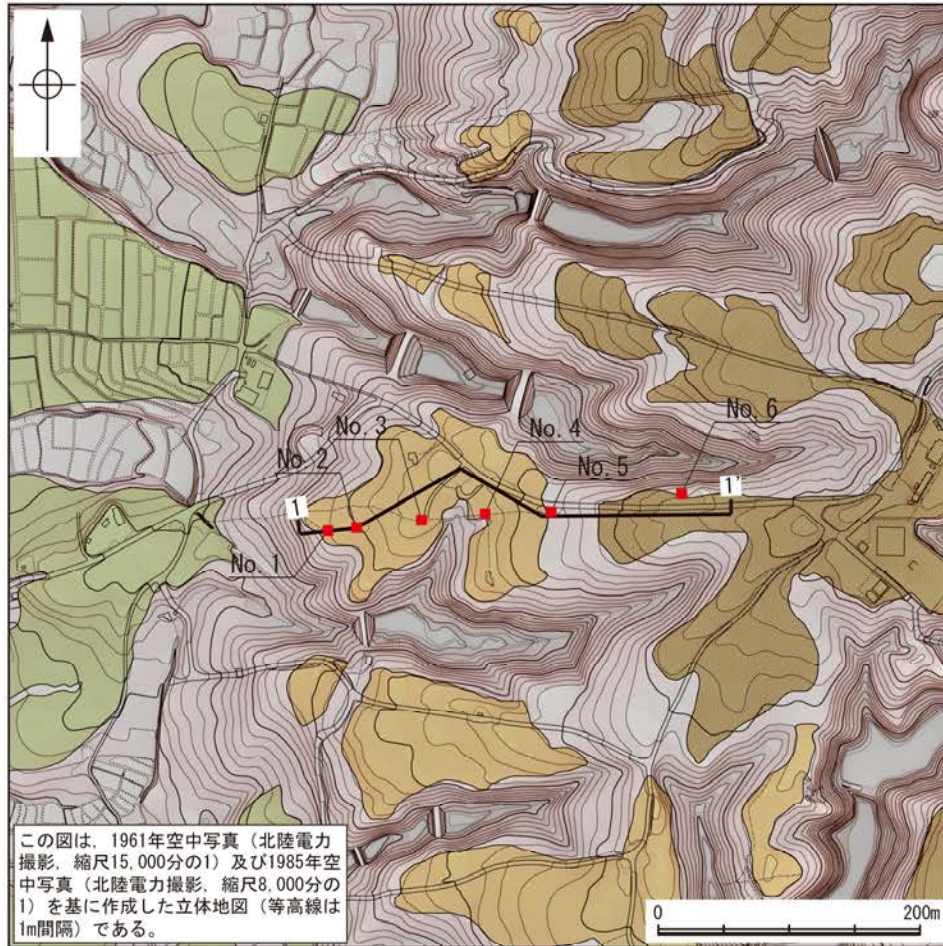 No. 6
No. 3
No. 4
No. 2
No. 5
1
1'
No. 1
この図は，1961年空中写真（北陸電力
撮影，縮尺15,000分の1）及び1985年空
中写真（北陸電力撮影，縮尺8,000分の
1）を基に作成した立体地図（等高線は
1m間隔）である。
0
200m